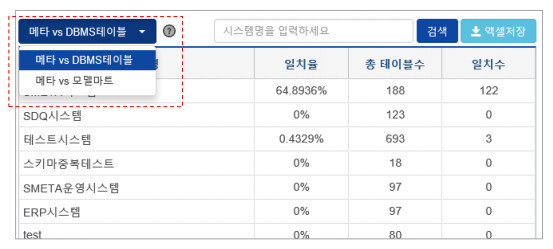 메타 vs DBMS테이블
?
시스템명을 입력하세요
검색
엑셀저장
메타 vs DBMS테이블
메타 vs 모델마트
일치율 총 테이블수 일치수
64.8936% 188 122
SDQ시스템 0% 123 0
테스트시스템 0.4329% 693 3
스키마중복테스트 0% 18 0
SMETA운영시스템 0% 97 0
ERP시스템 0% 97 0
test 0% 80 0